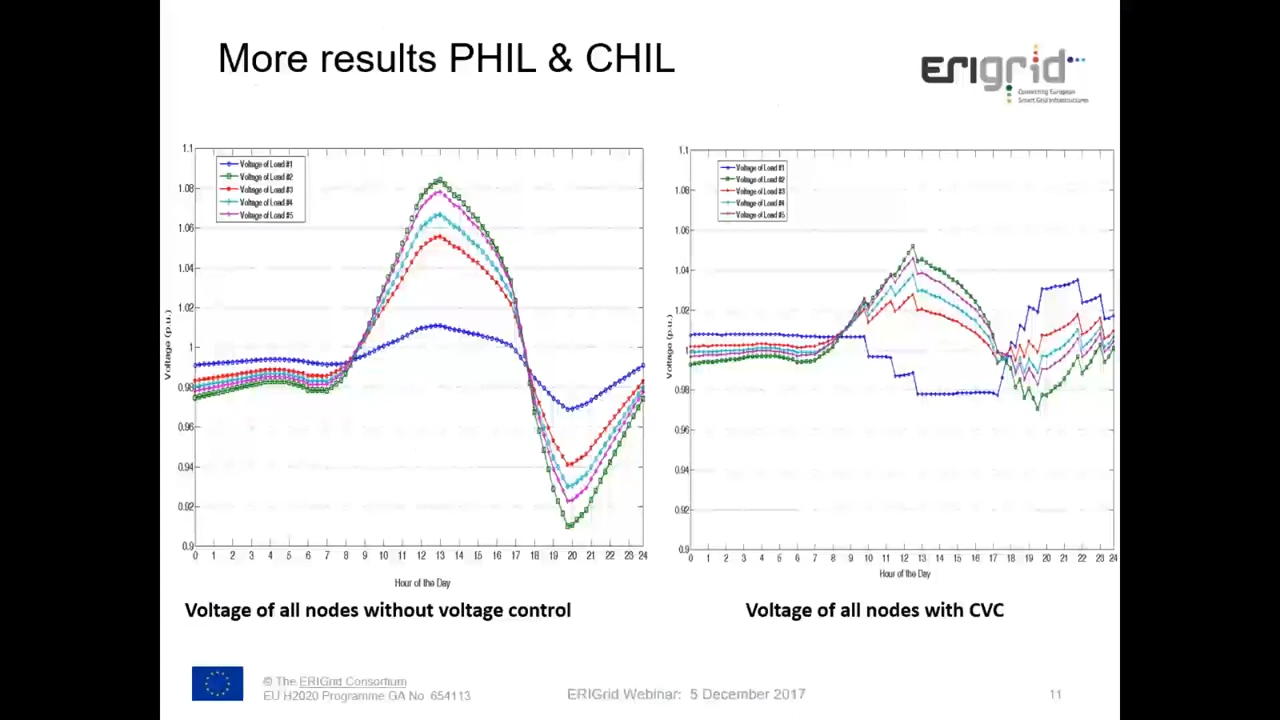 More results PHIL & CHIL
ERIgrid
Connecting European
Smart Grid Infrastructures
1.1
1.08
1.06
1.04
1.02
1
0.98
0.96
0.94
0.92
0.9
Voltage (p.u.)
Voltage of Load #1
Voltage of Load #2
Voltage of Load #3
Voltage of Load #4
Voltage of Load #5
0 1 2 3 4 5 6 7 8 9 10 11 12 13 14 15 16 17 18 19 20 21 22 23 24
Hour of the Day
Voltage of all nodes without voltage control
1.1
1.08
1.06
1.04
1.02
1
0.98
0.96
0.94
0.92
0.9
Voltage (p.u.)
Voltage of Load #1
Voltage of Load #2
Voltage of Load #3
Voltage of Load #4
Voltage of Load #5
0 1 2 3 4 5 6 7 8 9 10 11 12 13 14 15 16 17 18 19 20 21 22 23 24
Hour of the Day
Voltage of all nodes with CVC
© The ERIGrid Consortium
EU H2020 Programme GA No 654113
ERIGrid Webinar: 5 December 2017
11